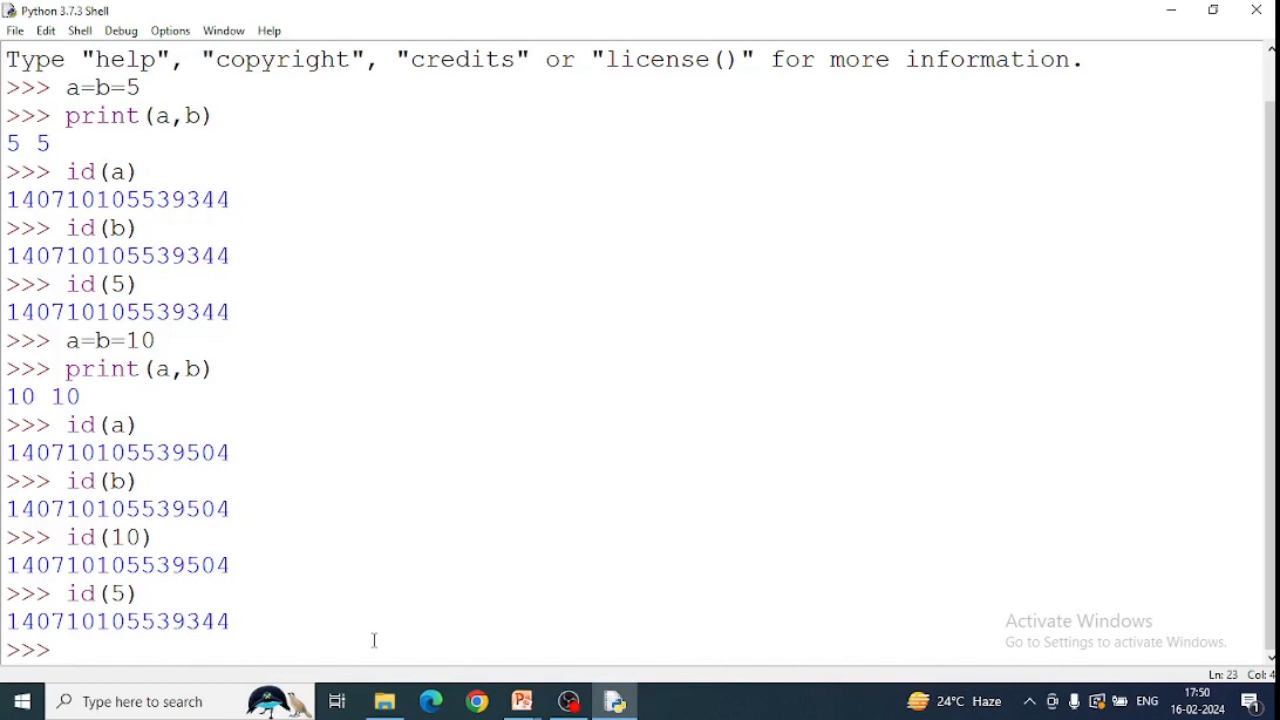 Python 3.7.3 Shell
File Edit Shell Debug Options Window Help
Type "help", "copyright", "credits" or "license()" for more information.
>>> a=b=5
>>> print(a,b)
5 5
>>> id(a)
140710105539344
>>> id(b)
140710105539344
>>> id(5)
140710105539344
>>> a=b=10
>>> print(a,b)
10 10
>>> id(a)
140710105539504
>>> id(b)
140710105539504
>>> id(10)
140710105539504
>>> id(5)
140710105539344
>>>
Activate Windows
Go to Settings to activate Windows.
Ln: 23 Col: 4
Type here to search
24°C Haze
ENG
17:50
16-02-2024
1